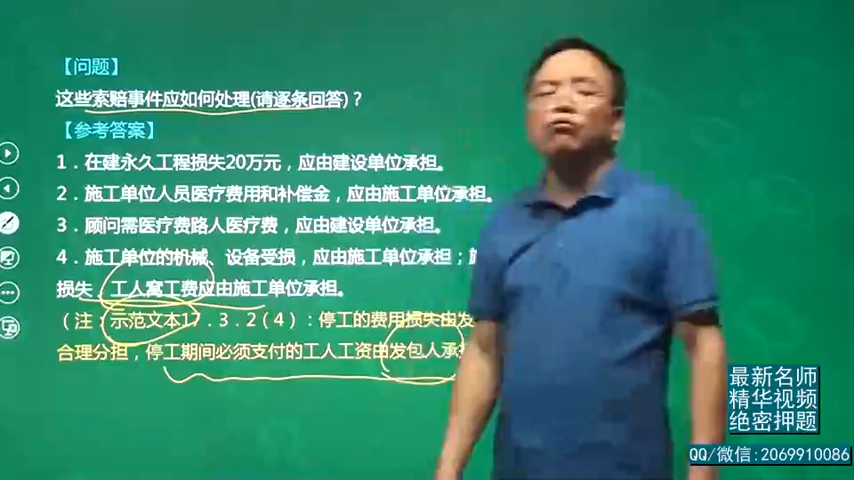 【问题】
这些索赔事件应如何处理(请逐条回答)？
【参考答案】
1．在建永久工程损失20万元，应由建设单位承担。
2．施工单位人员医疗费用和补偿金，应由施工单位承担。
3．顾问需医疗费路人医疗费，应由建设单位承担。
4．施工单位的机械、设备受损，应由施工单位承担；
损失、工人窝工费应由施工单位承担。
（注：示范文本17．3．2（4）：停工的费用损失由发
合理分担，停工期间必须支付的工人工资由发包人承
最新名师
精华视频
绝密押题
QQ/微信:2069910086